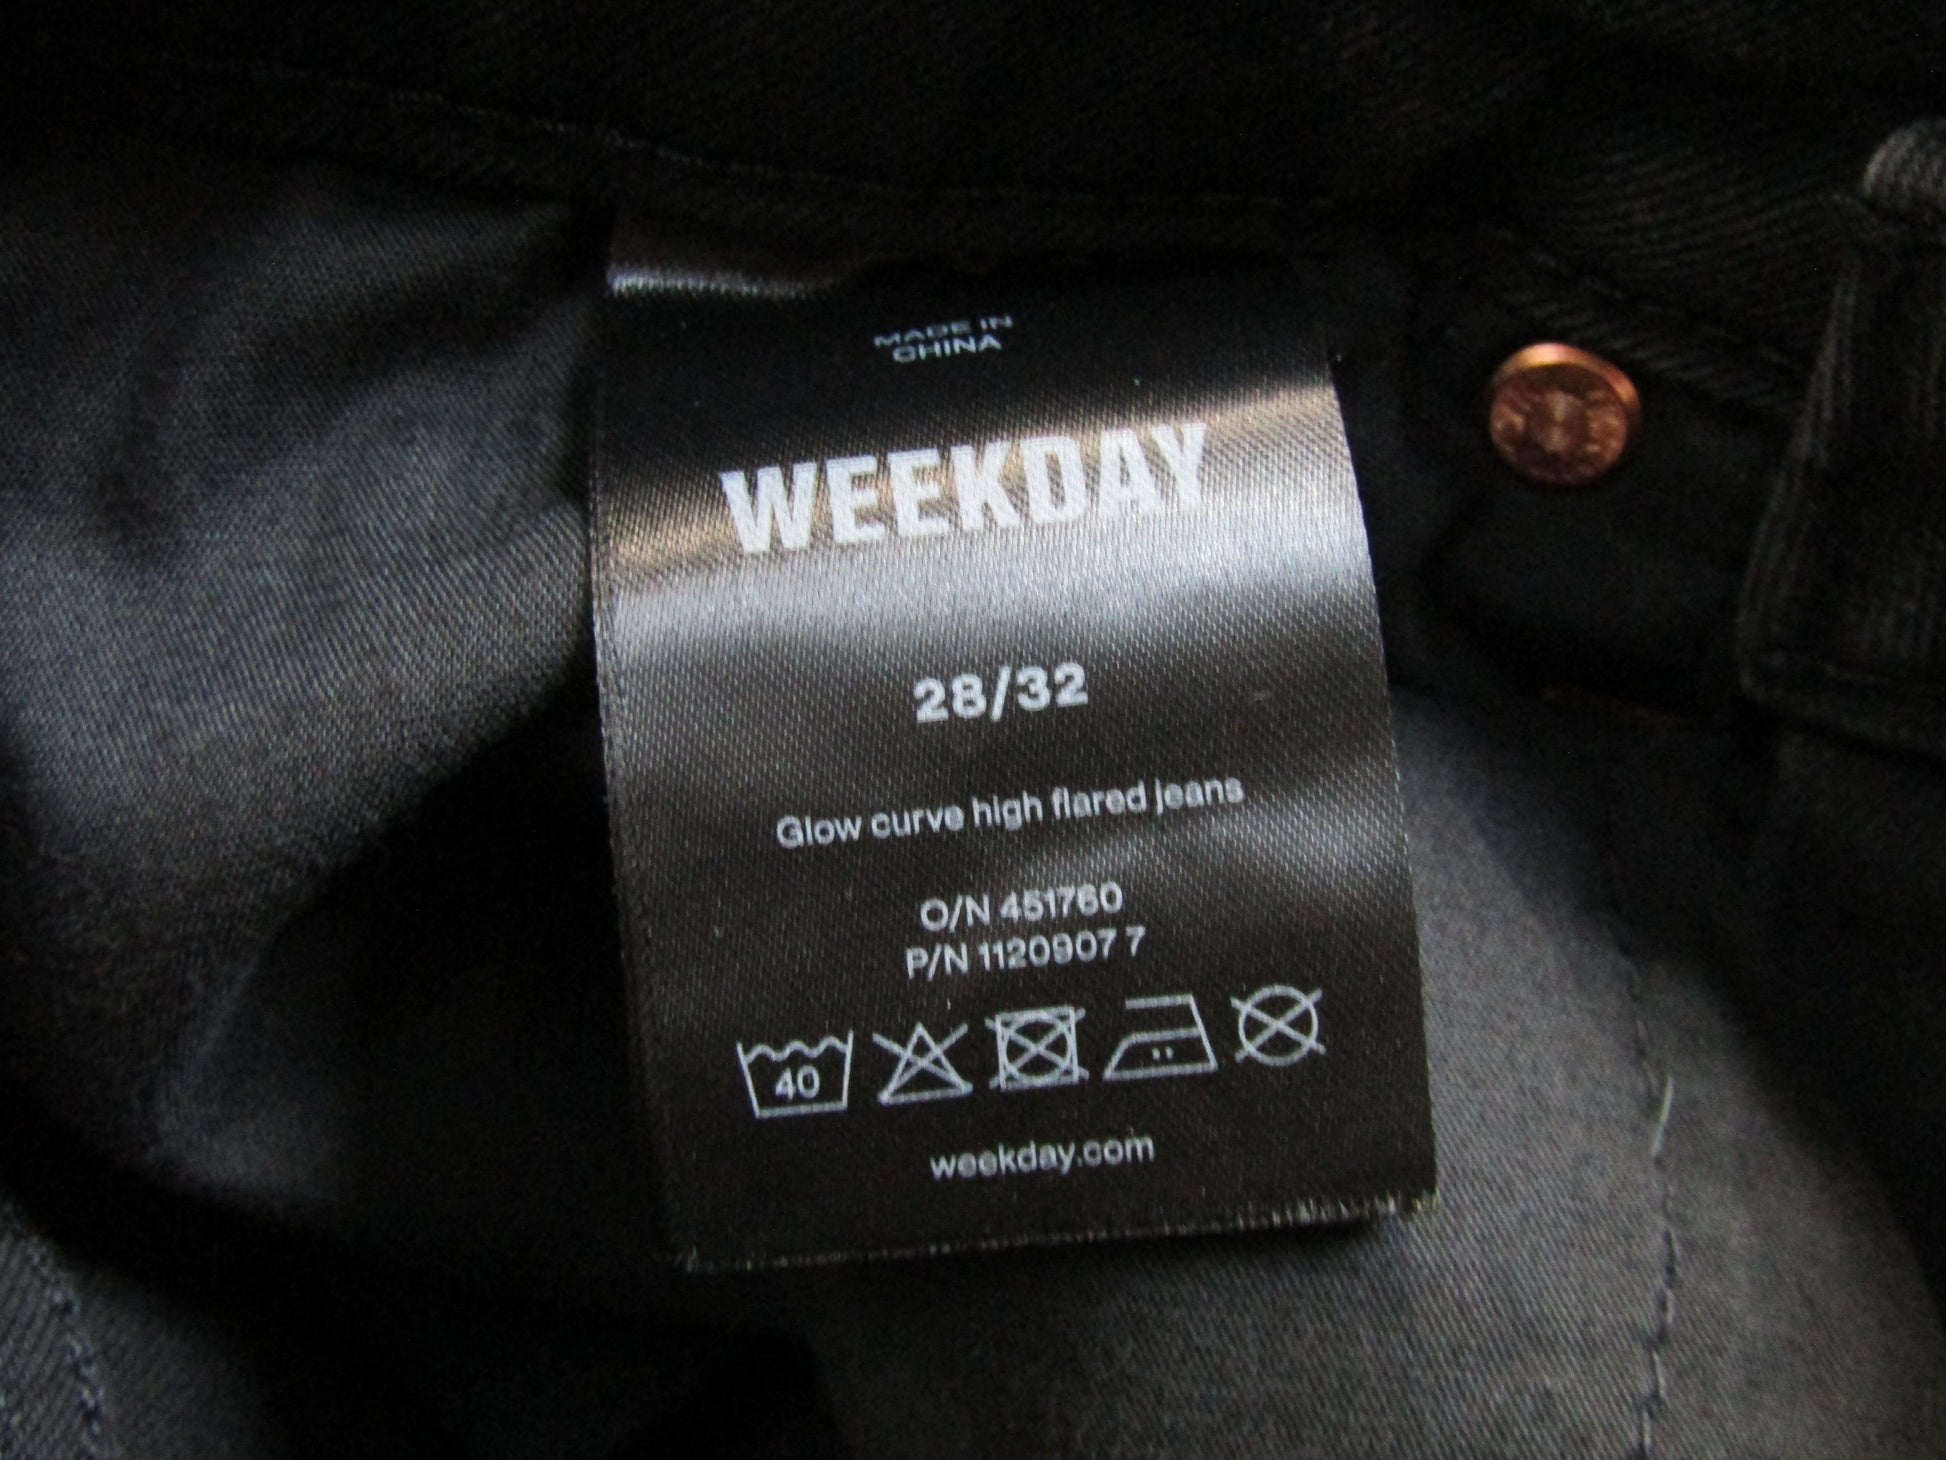 MADE IN
CHINA
WEEKDAY
28/32
Glow curve high flared jeans
O/N 451760
P/N 1120907 7
40
weekday.com